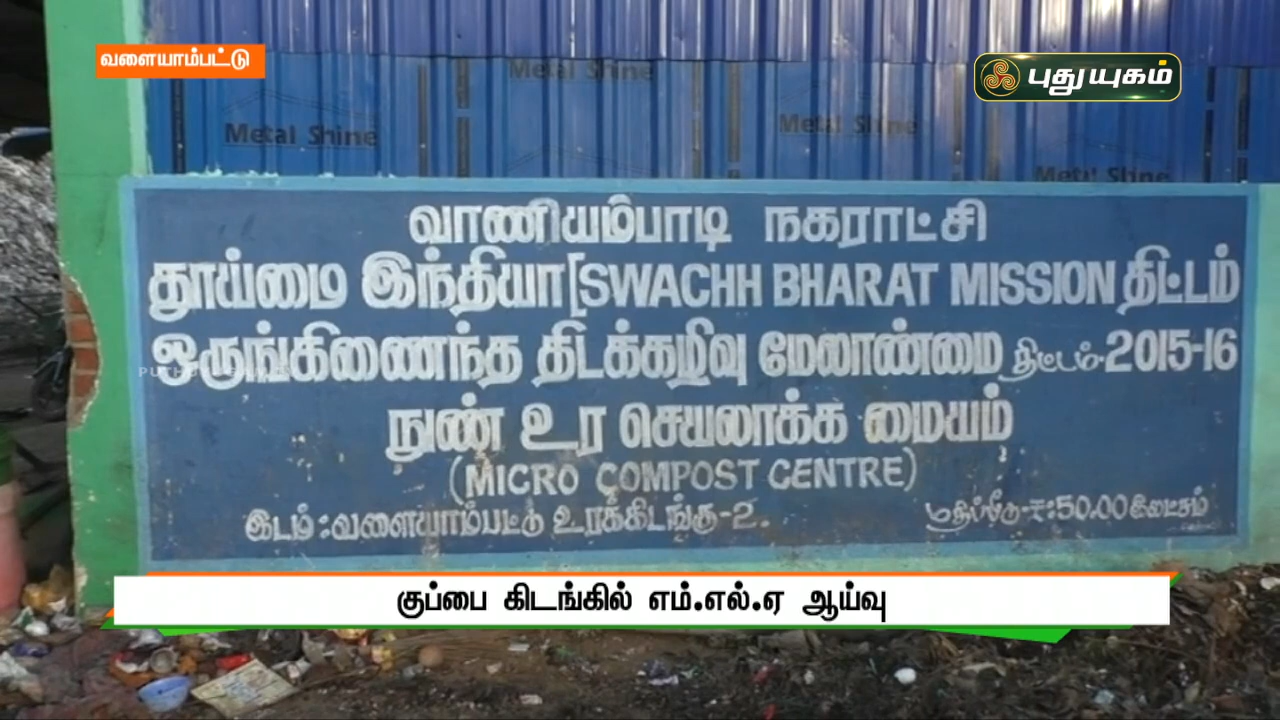 வளையாம்பட்டு
புதுயுகம்
Metal Shine
Metal Shine
Metal Shine
Metal Shine
வாணியம்பாடி நகராட்சி
தூய்மை இந்தியா [SWACHH BHARAT MISSION திட்டம்
ஒருங்கிணைந்த திடக்கழிவு மேலாண்மை திட்டம்-2015-16
நுண் உர செயலாக்க மையம்
(MICRO COMPOST CENTRE)
இடம்: வளையாம்பட்டு உரக்கிடங்கு-2. மதிப்பீடு-₹:50.00 இலட்சம்
குப்பை கிடங்கில் எம்.எல்.ஏ ஆய்வு